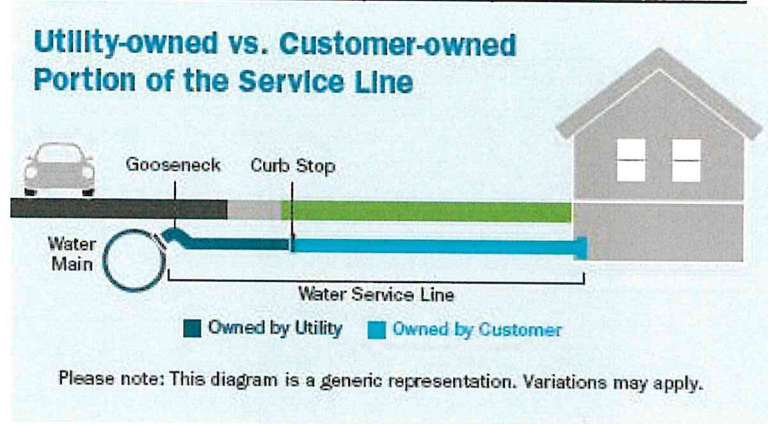 Utility-owned vs. Customer-owned
Portion of the Service Line
Gooseneck
Curb Stop
Water
Main
Water Service Line
Owned by Utility
Owned by Customer
Please note: This diagram is a generic representation. Variations may apply.